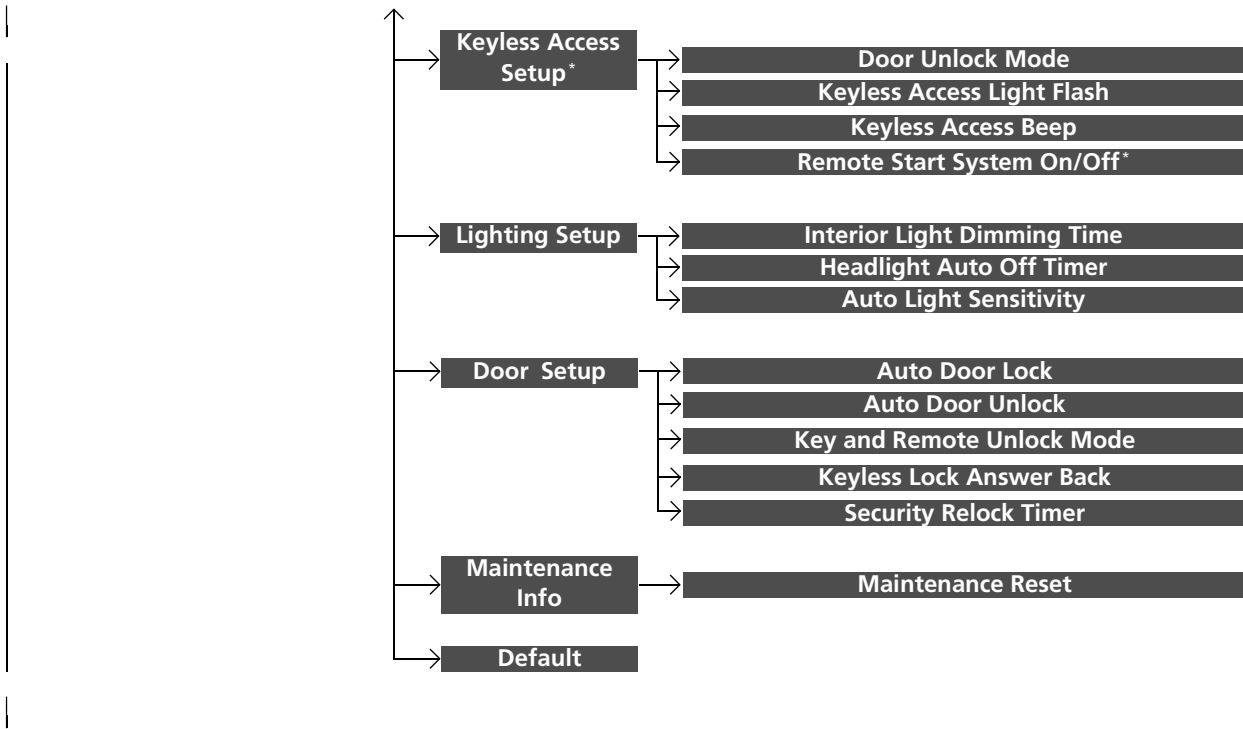 Keyless Access
Setup*
Door Unlock Mode
Keyless Access Light Flash
Keyless Access Beep
Remote Start System On/Off*
Lighting Setup
Interior Light Dimming Time
Headlight Auto Off Timer
Auto Light Sensitivity
Door Setup
Auto Door Lock
Auto Door Unlock
Key and Remote Unlock Mode
Keyless Lock Answer Back
Security Relock Timer
Maintenance
Info
Maintenance Reset
Default